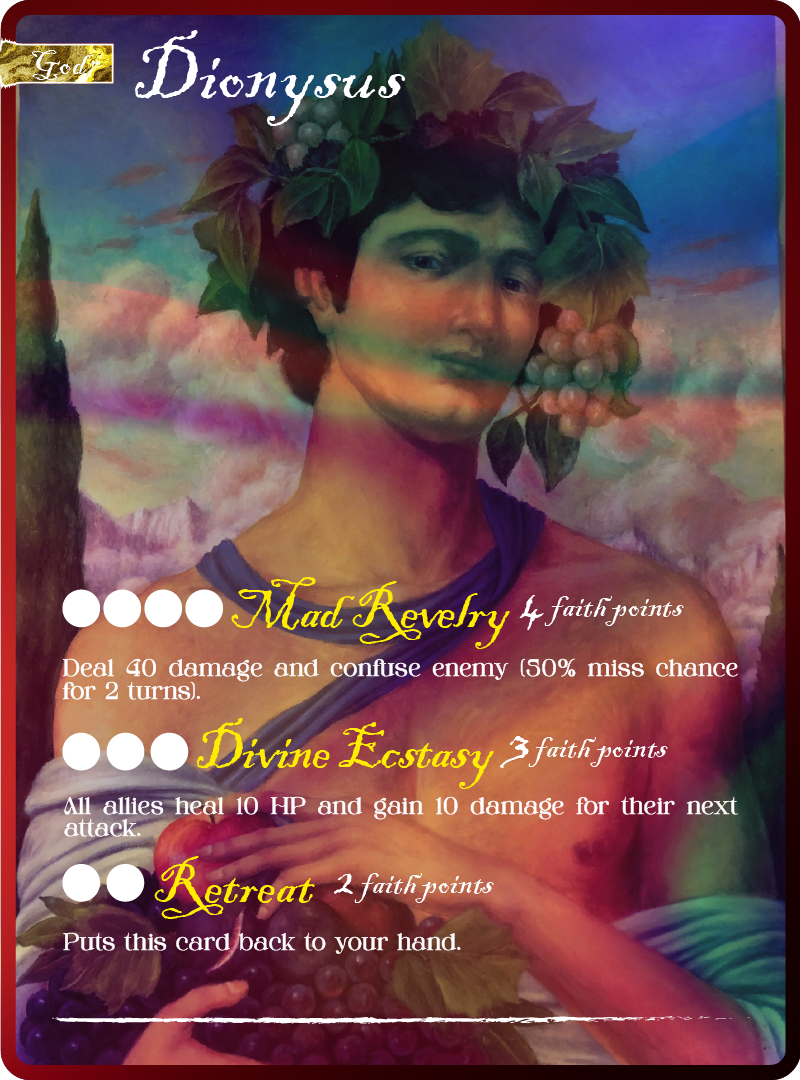 God
Dionysus
Mad Revelry 4 faith points
Deal 40 damage and confuse enemy (50% miss chance
for 2 turns).
Divine Ecstasy 3 faith points
All allies heal 10 HP and gain 10 damage for their next
attack.
Retreat 2 faith points
Puts this card back to your hand.